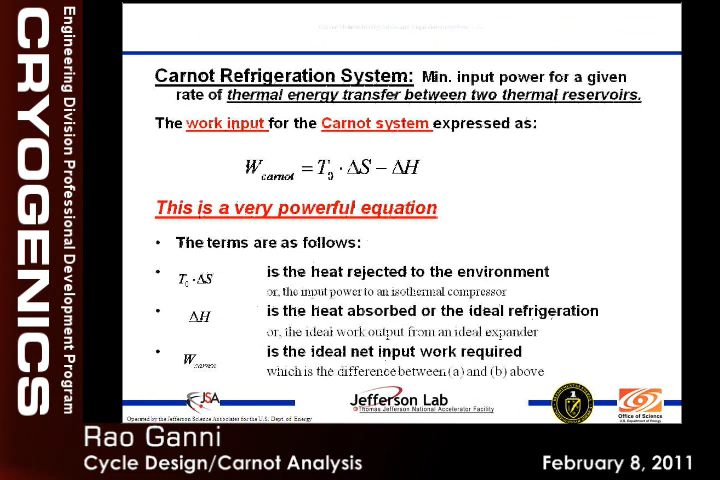 CRYOGENICS
Engineering Division Professional Development Program
Carnot Refrigeration System: Min. input power for a given
rate of thermal energy transfer between two thermal reservoirs.
The work input for the Carnot system expressed as:
W_carnot = T_0 · ΔS − ΔH
This is a very powerful equation
• The terms are as follows:
• T_0 · ΔS is the heat rejected to the environment
or, the input power to an isothermal compressor
• ΔH is the heat absorbed or the ideal refrigeration
or, the ideal work output from an ideal expander
• W_carnot is the ideal net input work required
which is the difference between (a) and (b) above
JSA
Jefferson Lab
Thomas Jefferson National Accelerator Facility
Office of Science
U.S. Department of Energy
Operated by the Jefferson Science Associates for the U.S. Dept. of Energy
Rao Ganni
Cycle Design/Carnot Analysis
February 8, 2011